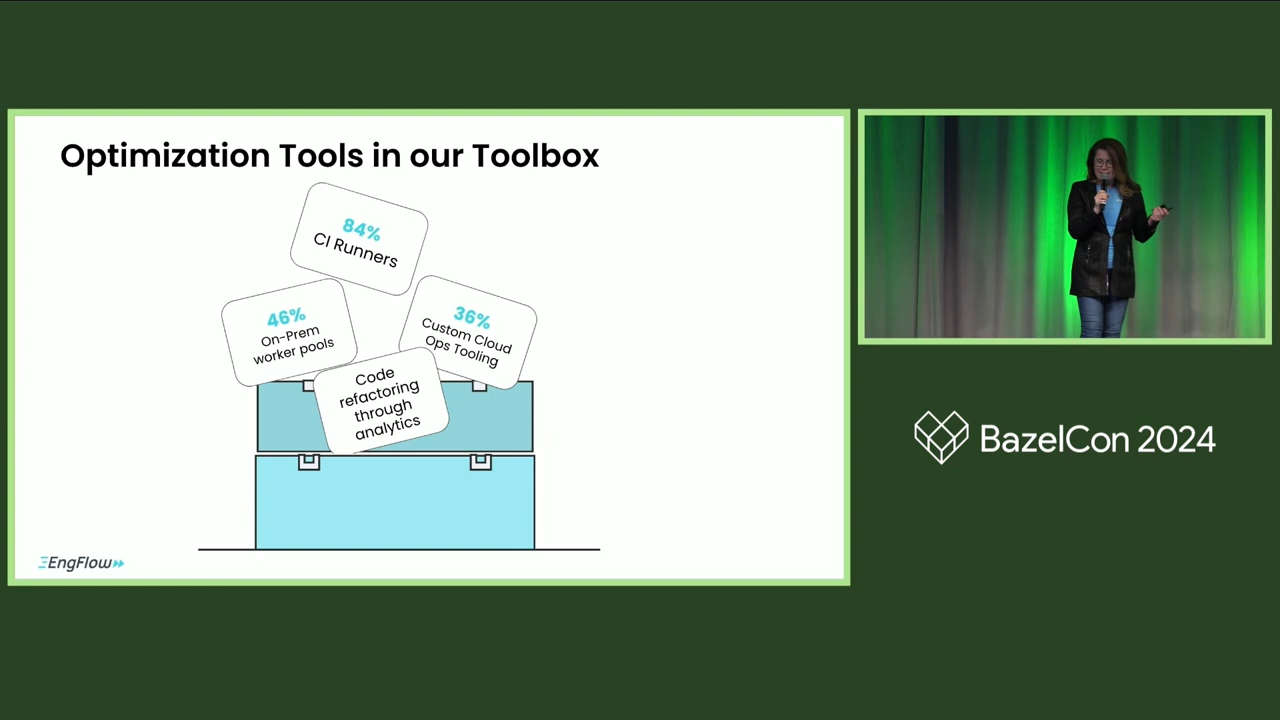 Optimization Tools in our Toolbox
84%
CI Runners
46%
On-Prem
worker pools
36%
Custom Cloud
Ops Tooling
Code
refactoring
through
analytics
EngFlow
BazelCon 2024